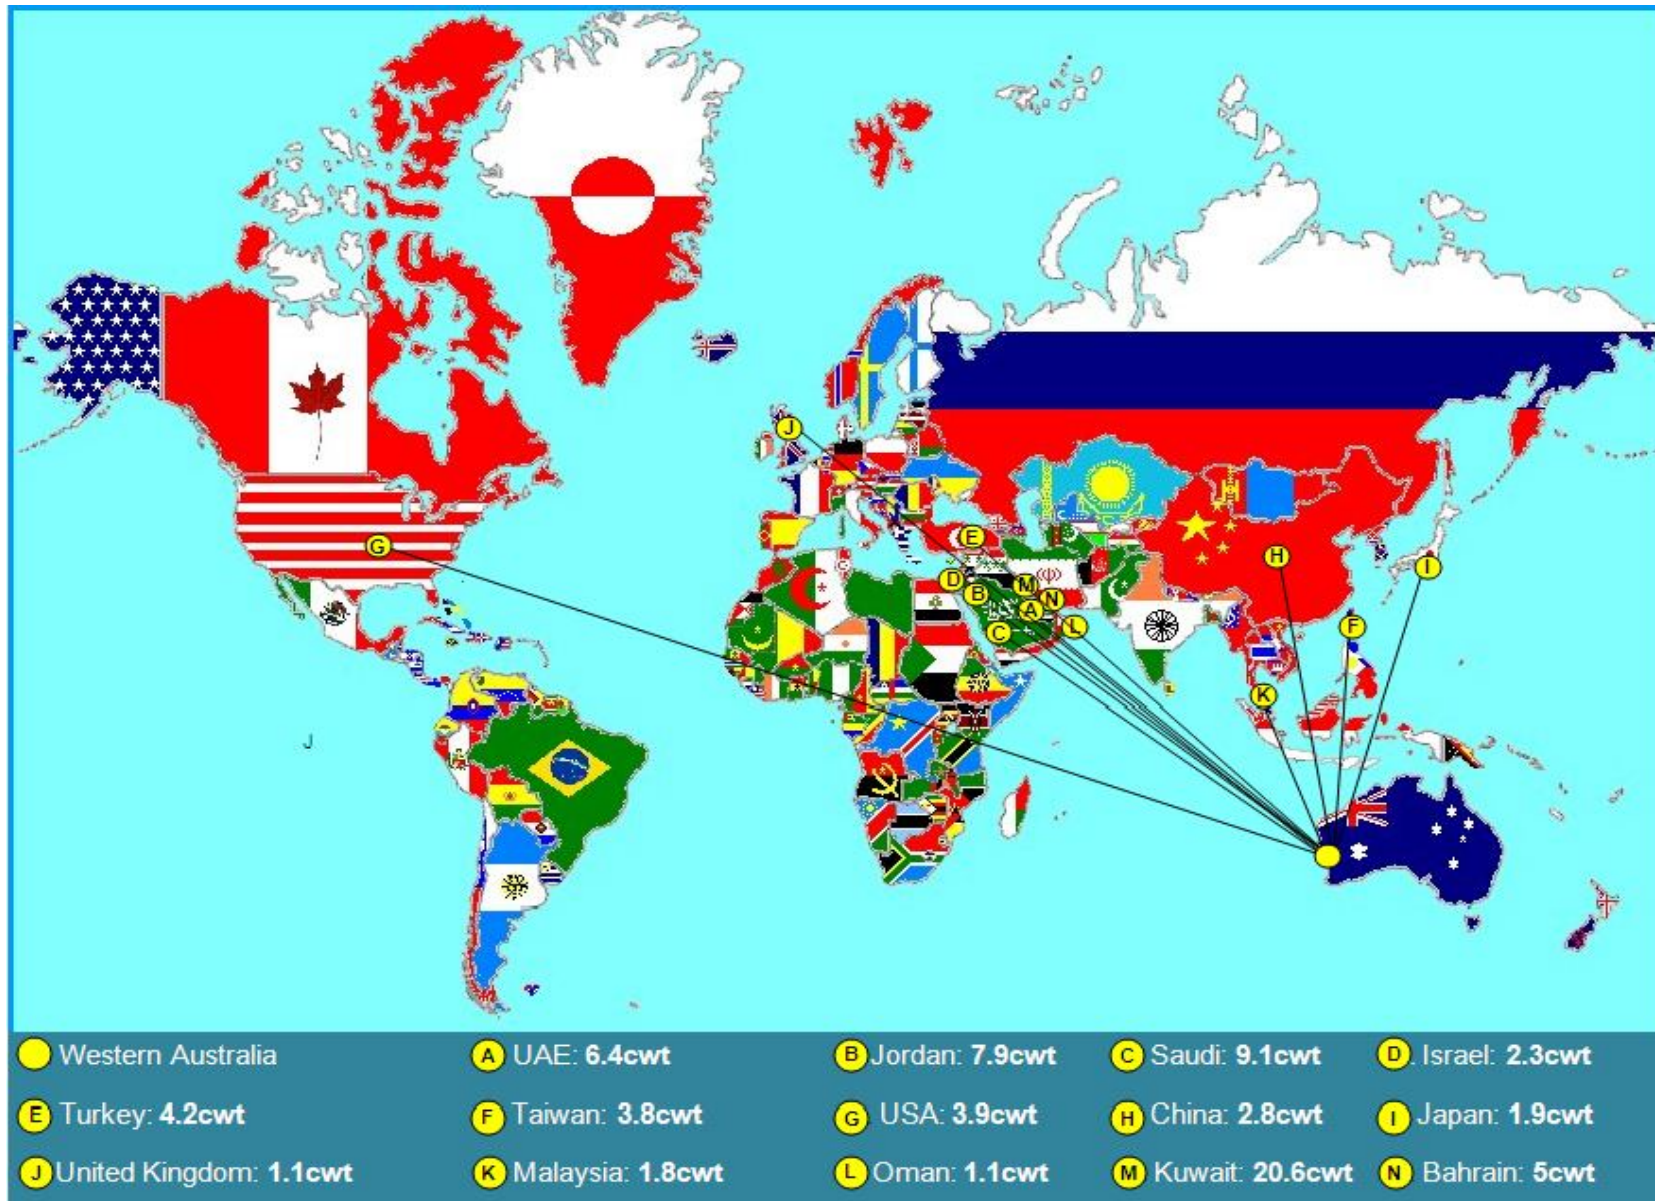 J
G
E
H
I
D
M
B
N
A
F
C
L
K
J
Western Australia
A UAE: 6.4cwt
B Jordan: 7.9cwt
C Saudi: 9.1cwt
D. Israel: 2.3cwt
E Turkey: 4.2cwt
F Taiwan: 3.8cwt
G USA: 3.9cwt
H China: 2.8cwt
I Japan: 1.9cwt
J United Kingdom: 1.1cwt
K Malaysia: 1.8cwt
L Oman: 1.1cwt
M Kuwait: 20.6cwt
N Bahrain: 5cwt